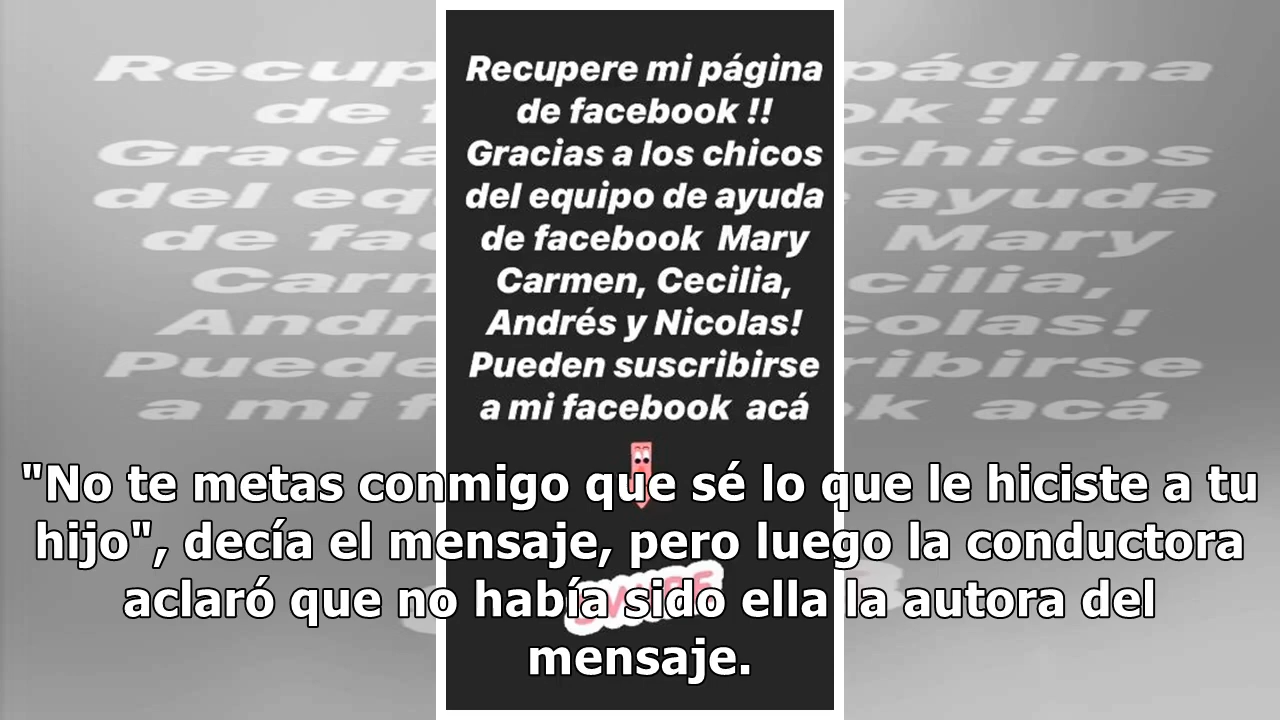 Recupere mi página
de facebook !!
Gracias a los chicos
del equipo de ayuda
de facebook Mary
Carmen, Cecilia,
Andrés y Nicolas!
Pueden suscribirse
a mi facebook acá
"No te metas conmigo que sé lo que le hiciste a tu
hijo", decía el mensaje, pero luego la conductora
aclaró que no había sido ella la autora del
mensaje.